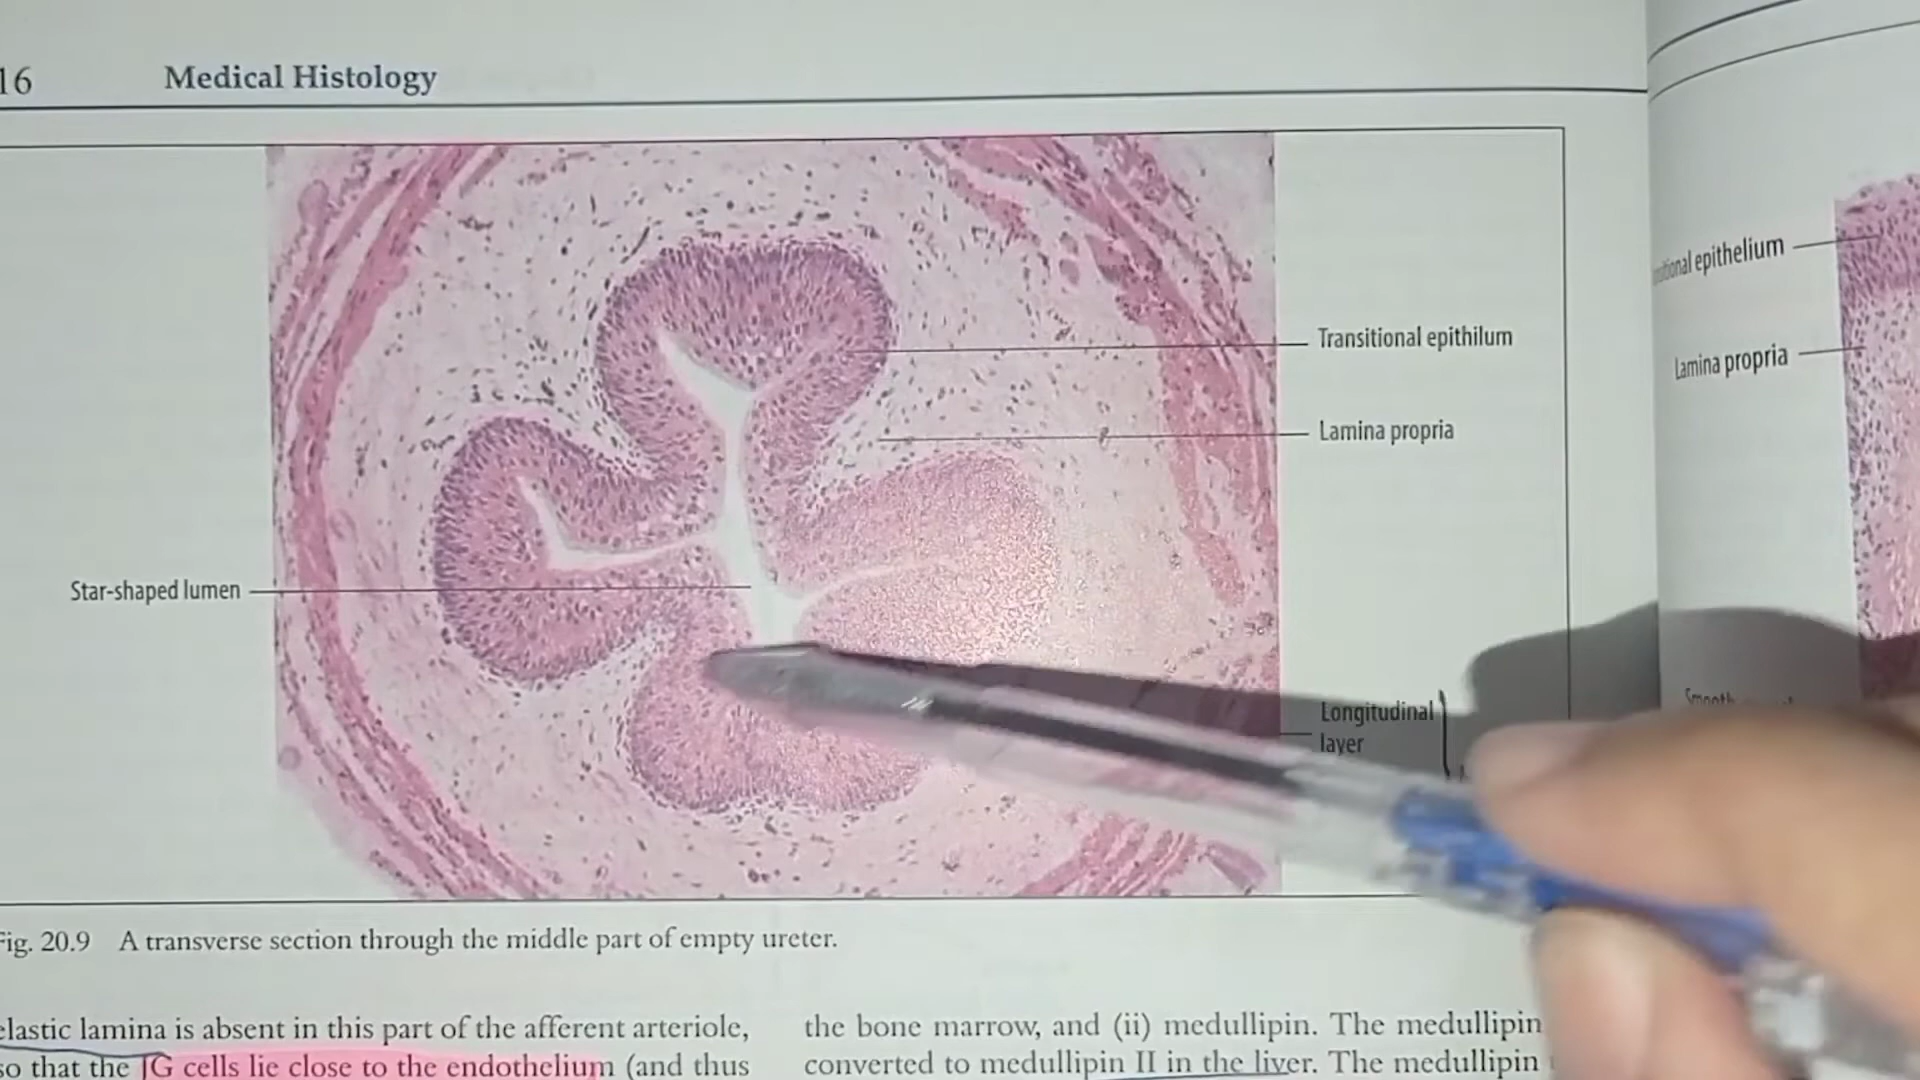 16 Medical Histology
Transitional epithilum
Lamina propria
Star-shaped lumen
Longitudinal
layer
epithelium
Lamina propria
Fig. 20.9 A transverse section through the middle part of empty ureter.
elastic lamina is absent in this part of the afferent arteriole,
so that the JG cells lie close to the endothelium (and thus
the bone marrow, and (ii) medullipin. The medullipin
converted to medullipin II in the liver. The medullipin